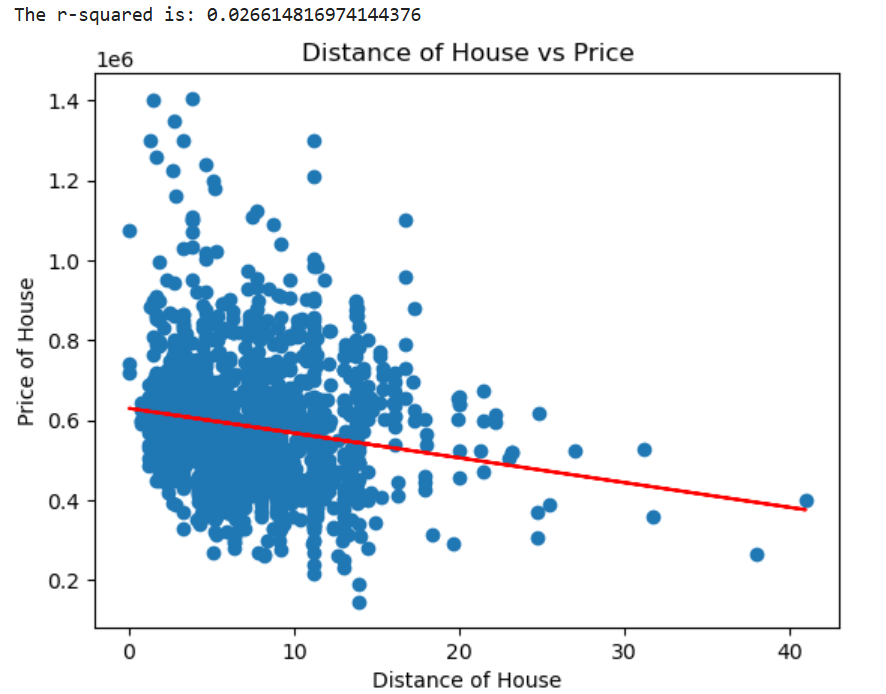 The r-squared is: 0.026614816974144376
Distance of House vs Price
1e6
1.4
1.2
1.0
0.8
0.6
0.4
0.2
Price of House
0 10 20 30 40
Distance of House